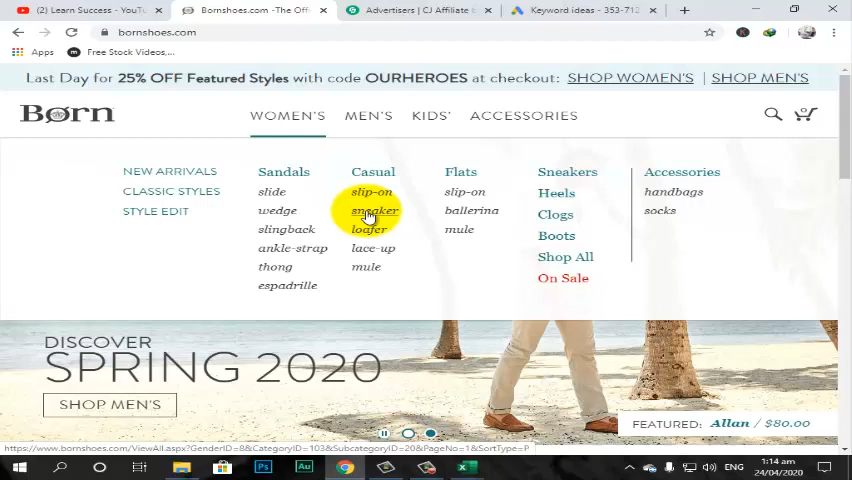 (2) Learn Success - YouTu
Bornshoes.com - The Offi
Advertisers | CJ Affiliate b
Keyword ideas - 353-712
bornshoes.com
Apps
Free Stock Videos,...
Last Day for 25% OFF Featured Styles with code OURHEROES at checkout: SHOP WOMEN'S | SHOP MEN'S
Børn
WOMEN'S
MEN'S
KIDS'
ACCESSORIES
0
NEW ARRIVALS
CLASSIC STYLES
STYLE EDIT
Sandals
slide
wedge
slingback
ankle-strap
thong
espadrille
Casual
slip-on
sneaker
loafer
lace-up
mule
Flats
slip-on
ballerina
mule
Sneakers
Heels
Clogs
Boots
Shop All
On Sale
Accessories
handbags
socks
DISCOVER
SPRING 2020
SHOP MEN'S
FEATURED: Allan / $80.00
https://www.bornshoes.com/ViewAll.aspx?GenderID=8&CategoryID=103&SubcategoryID=20&PageNo=1&SortType=P
Ps
Au
ENG
1:14 am
24/04/2020